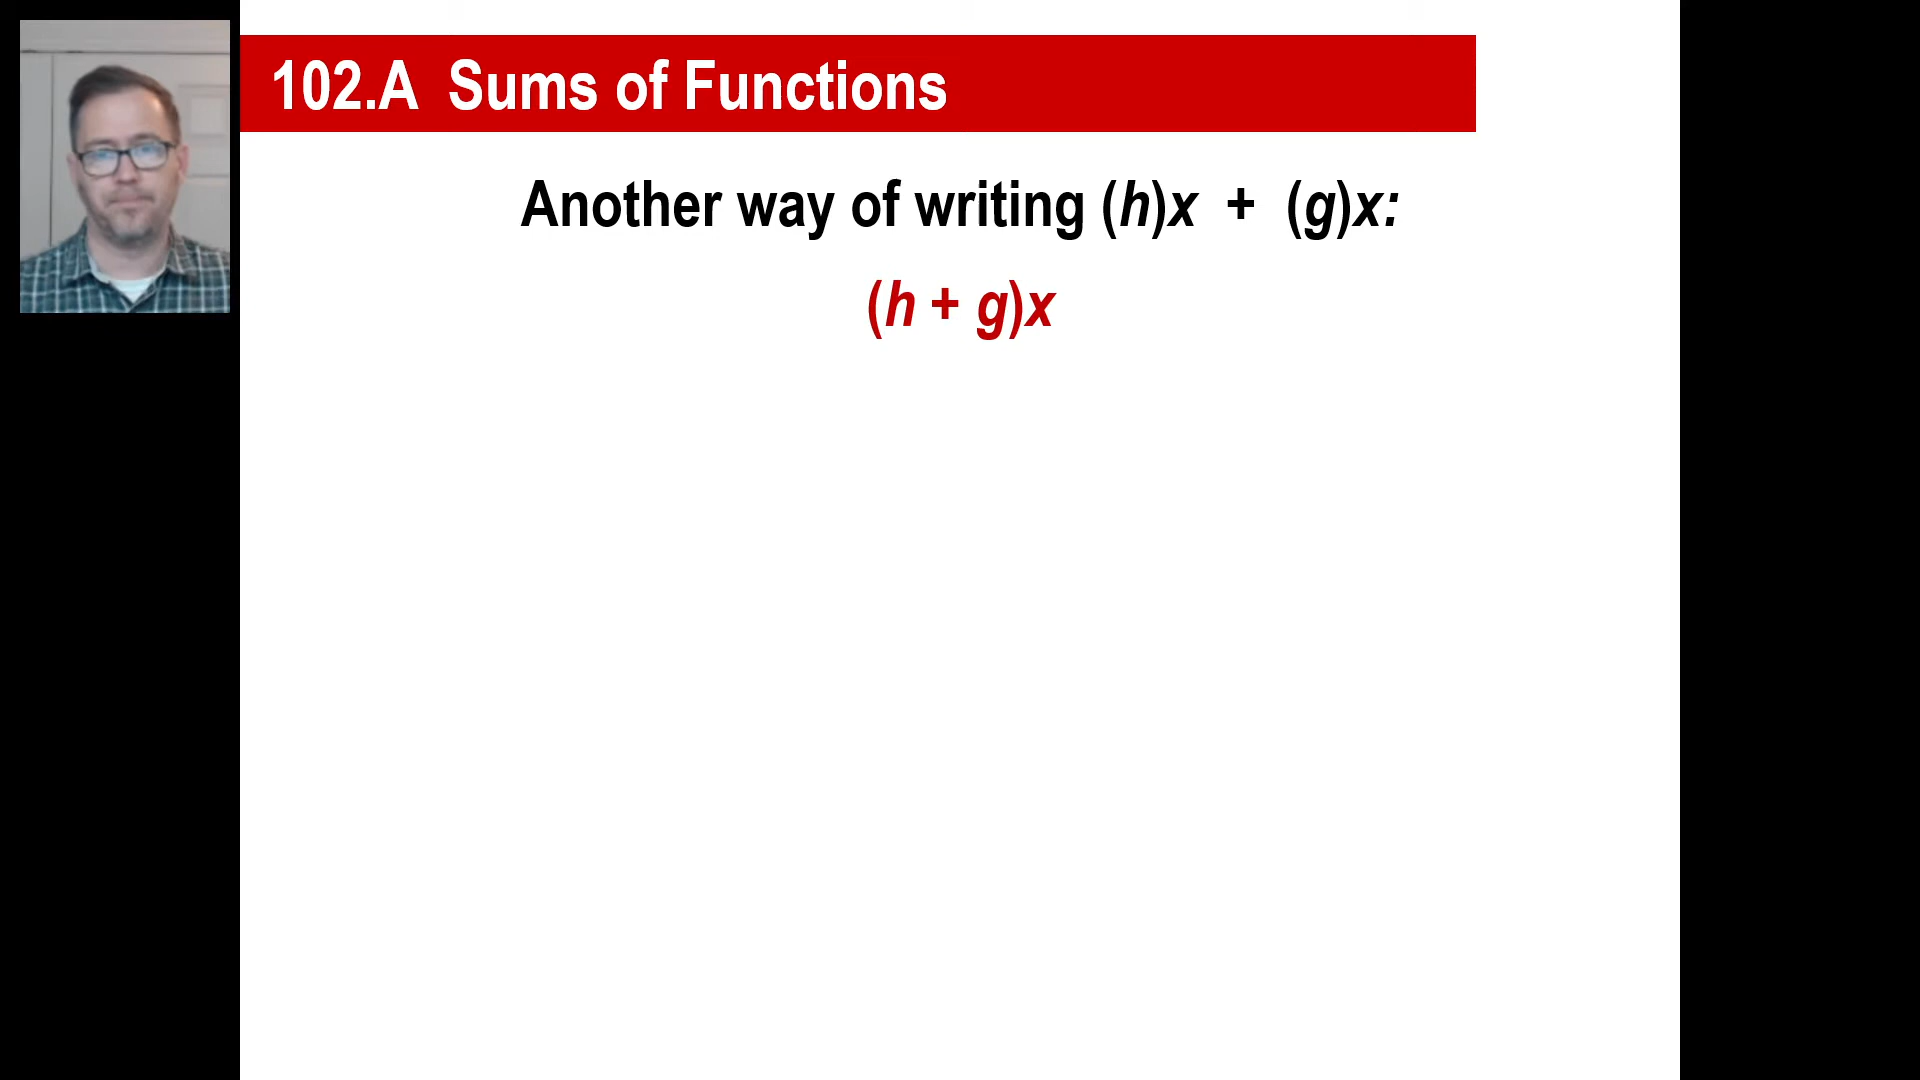 102.A Sums of Functions
Another way of writing (h)x + (g)x:
(h + g)x